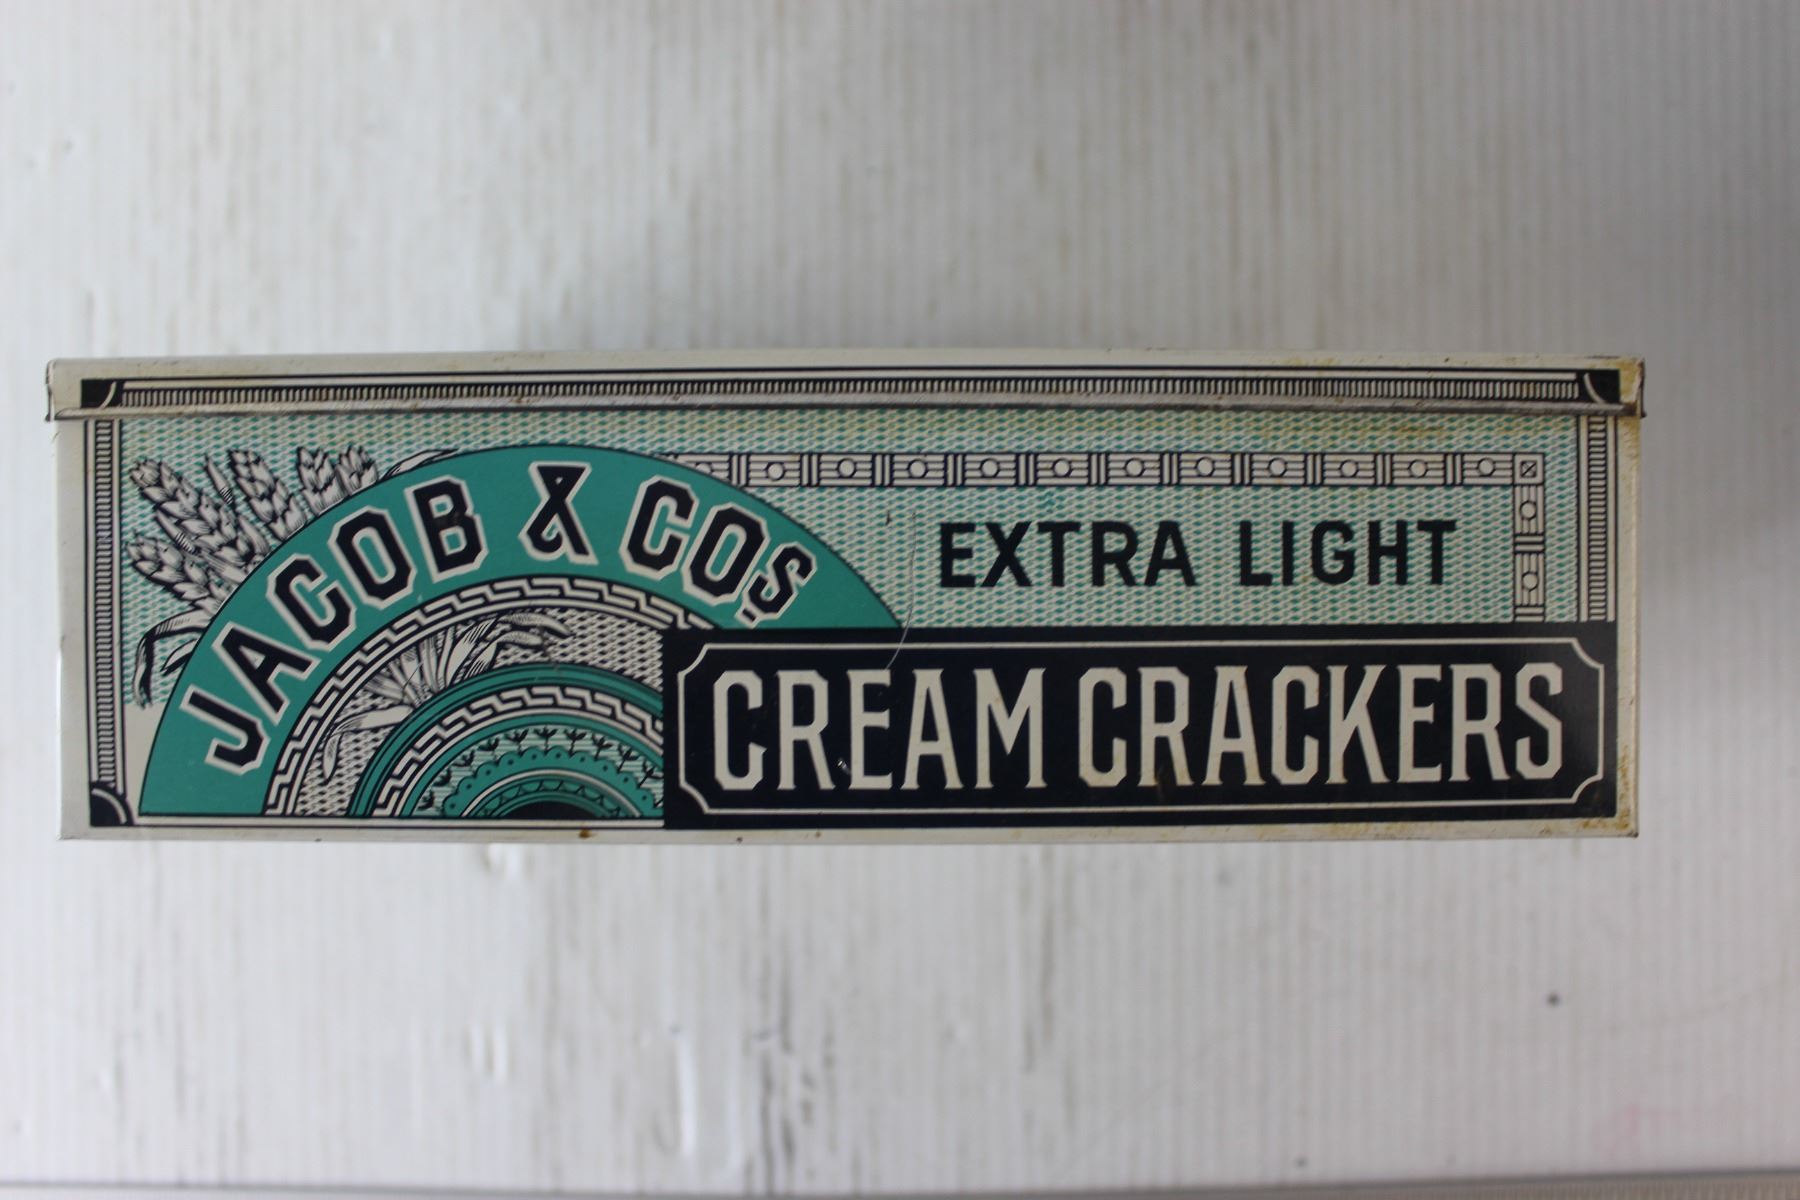 JACOB & COS.
EXTRA LIGHT
CREAM CRACKERS